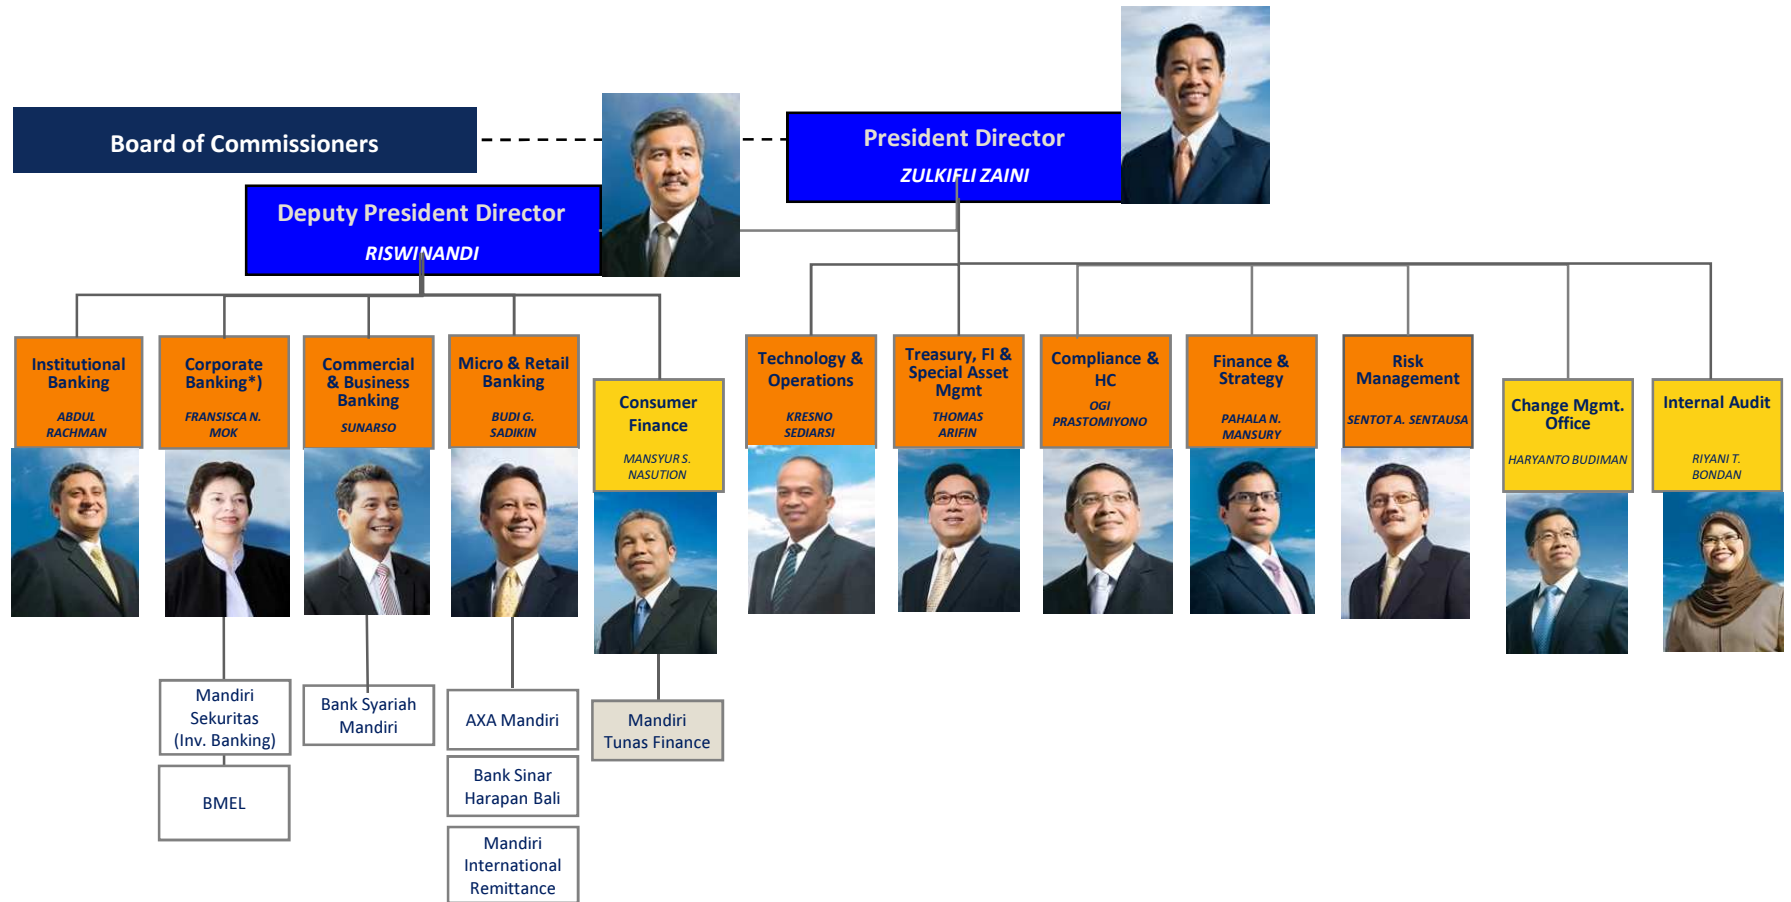 Board of Commissioners
President Director
ZULKIFLI ZAINI
Deputy President Director
RISWINANDI
Institutional
Banking
ABDUL
RACHMAN
Corporate
Banking*)
FRANSISCA N.
MOK
Commercial
& Business
Banking
SUNARSO
Micro & Retail
Banking
BUDI G.
SADIKIN
Consumer
Finance
MANSYUR S.
NASUTION
Technology &
Operations
KRESNO
SEDIARSI
Treasury, FI &
Special Asset
Mgmt
THOMAS
ARIFIN
Compliance &
HC
OGI
PRASTOMIYONO
Finance &
Strategy
PAHALA N.
MANSURY
Risk
Management
SENTOT A. SENTAUSA
Change Mgmt.
Office
HARYANTO BUDIMAN
Internal Audit
RIYANI T.
BONDAN
Mandiri
Sekuritas
(Inv. Banking)
BMEL
Bank Syariah
Mandiri
AXA Mandiri
Bank Sinar
Harapan Bali
Mandiri
International
Remittance
Mandiri
Tunas Finance